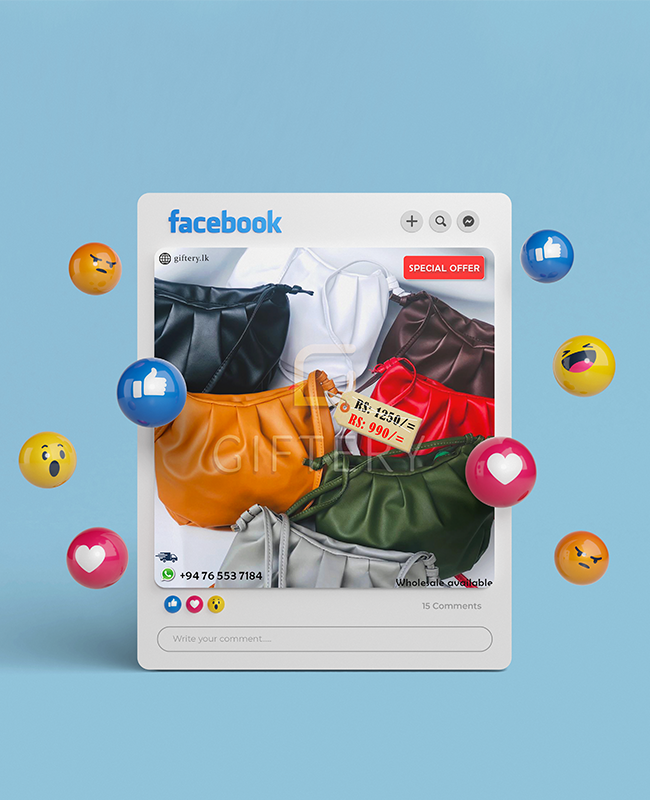 facebook
giftery.lk
SPECIAL OFFER
RS: 1250/=
RS: 990/=
GIFTERY
+94 76 553 7184
Wholesale available
15 Comments
Write your comment.....